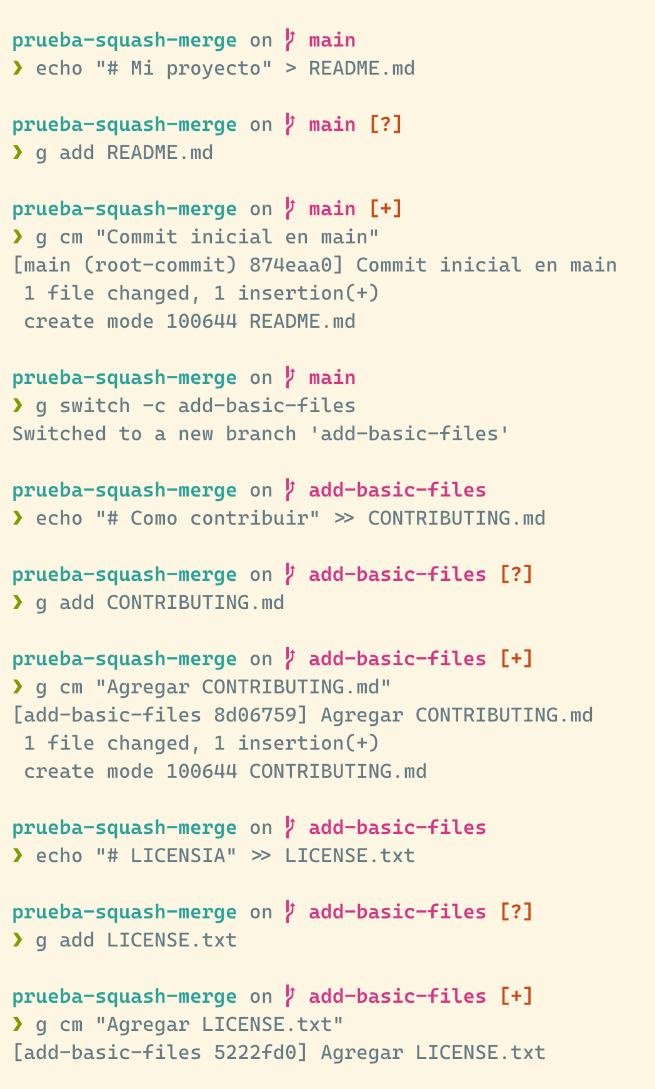 prueba-squash-merge on main
❯ echo "# Mi proyecto" > README.md
prueba-squash-merge on main [?]
❯ g add README.md
prueba-squash-merge on main [+]
❯ g cm "Commit inicial en main"
[main (root-commit) 874eaa0] Commit inicial en main
1 file changed, 1 insertion(+)
create mode 100644 README.md
prueba-squash-merge on main
❯ g switch -c add-basic-files
Switched to a new branch 'add-basic-files'
prueba-squash-merge on add-basic-files
❯ echo "# Como contribuir" >> CONTRIBUTING.md
prueba-squash-merge on add-basic-files [?]
❯ g add CONTRIBUTING.md
prueba-squash-merge on add-basic-files [+]
❯ g cm "Agregar CONTRIBUTING.md"
[add-basic-files 8d06759] Agregar CONTRIBUTING.md
1 file changed, 1 insertion(+)
create mode 100644 CONTRIBUTING.md
prueba-squash-merge on add-basic-files
❯ echo "# LICENSIA" >> LICENSE.txt
prueba-squash-merge on add-basic-files [?]
❯ g add LICENSE.txt
prueba-squash-merge on add-basic-files [+]
❯ g cm "Agregar LICENSE.txt"
[add-basic-files 5222fd0] Agregar LICENSE.txt